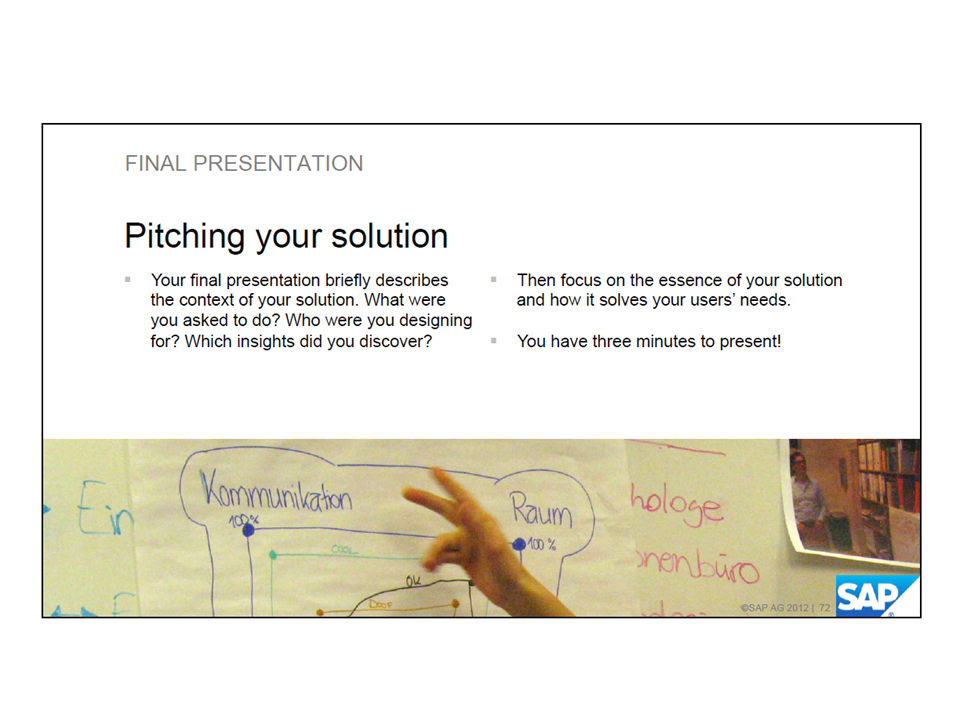 FINAL PRESENTATION
Pitching your solution
Your final presentation briefly describes
the context of your solution. What were
you asked to do? Who were you designing
for? Which insights did you discover?
Then focus on the essence of your solution
and how it solves your users' needs.
You have three minutes to present!
Ein
Kommunikation
100%
COOL
OK
Raum
100%
hologe
onenbüro
©SAP AG 2012 | 72
SAP